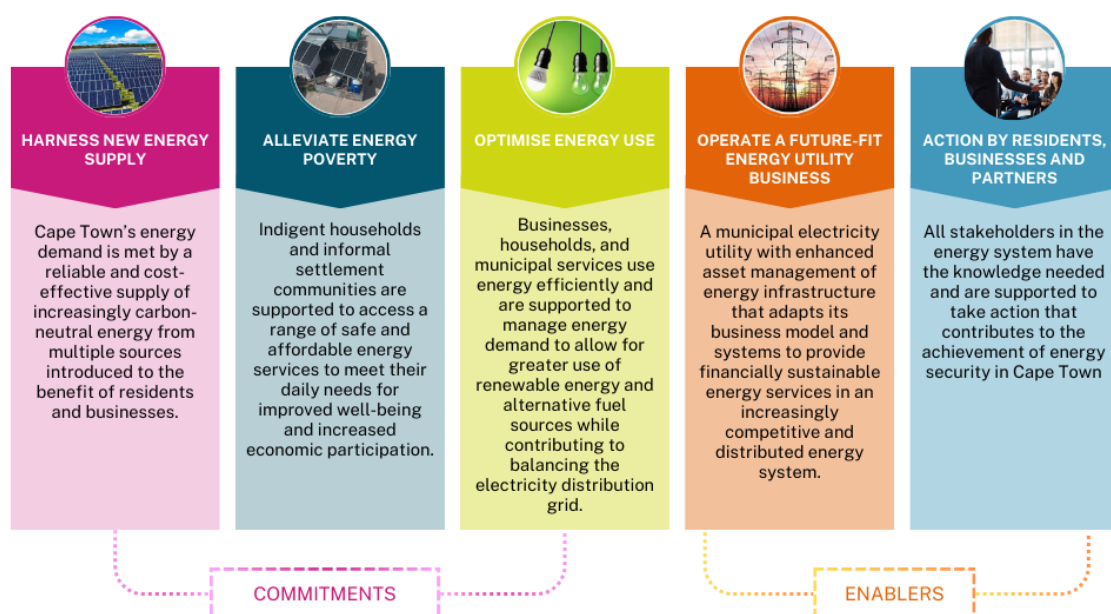 HARNESS NEW ENERGY
SUPPLY
Cape Town's energy
demand is met by a
reliable and cost-
effective supply of
increasingly carbon-
neutral energy from
multiple sources
introduced to the
benefit of residents
and businesses.
ALLEVIATE ENERGY
POVERTY
Indigent households
and informal
settlement
communities are
supported to access a
range of safe and
affordable energy
services to meet their
daily needs for
improved well-being
and increased
economic participation.
OPTIMISE ENERGY USE
Businesses,
households, and
municipal services use
energy efficiently and
are supported to
manage energy
demand to allow for
greater use of
renewable energy and
alternative fuel
sources while
contributing to
balancing the
electricity distribution
grid.
OPERATE A FUTURE-FIT
ENERGY UTILITY
BUSINESS
A municipal electricity
utility with enhanced
asset management of
energy infrastructure
that adapts its
business model and
systems to provide
financially sustainable
energy services in an
increasingly
competitive and
distributed energy
system.
ACTION BY RESIDENTS,
BUSINESSES AND
PARTNERS
All stakeholders in the
energy system have
the knowledge needed
and are supported to
take action that
contributes to the
achievement of energy
security in Cape Town
COMMITMENTS
ENABLERS